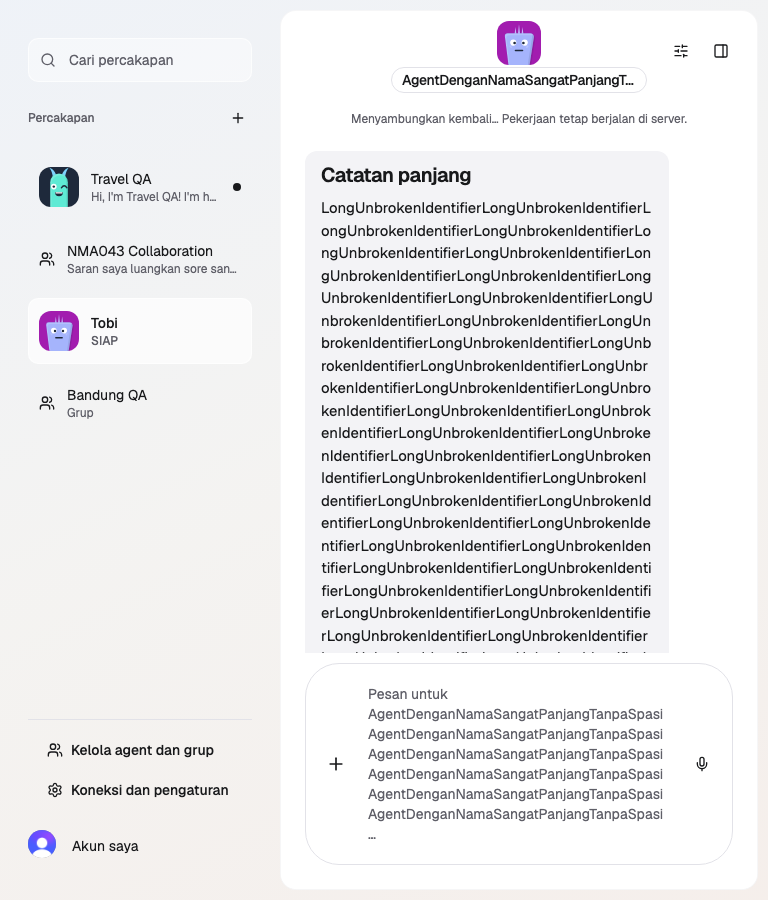 Cari percakapan
Percakapan
Travel QA
Hi, I'm Travel QA! I'm h...
NMA043 Collaboration
Saran saya luangkan sore san...
Tobi
SIAP
Bandung QA
Grup
Kelola agent dan grup
Koneksi dan pengaturan
Akun saya
AgentDenganNamaSangatPanjangT...
Menyambungkan kembali... Pekerjaan tetap berjalan di server.
Catatan panjang
LongUnbrokenIdentifierLongUnbrokenIdentifierL
ongUnbrokenIdentifierLongUnbrokenIdentifierLo
ngUnbrokenIdentifierLongUnbrokenIdentifierLon
gUnbrokenIdentifierLongUnbrokenIdentifierLong
UnbrokenIdentifierLongUnbrokenIdentifierLongU
nbrokenIdentifierLongUnbrokenIdentifierLongUn
brokenIdentifierLongUnbrokenIdentifierLongUnb
rokenIdentifierLongUnbrokenIdentifierLongUnbr
okenIdentifierLongUnbrokenIdentifierLongUnbro
kenIdentifierLongUnbrokenIdentifierLongUnbrok
enIdentifierLongUnbrokenIdentifierLongUnbroke
nIdentifierLongUnbrokenIdentifierLongUnbroken
IdentifierLongUnbrokenIdentifierLongUnbrokenI
dentifierLongUnbrokenIdentifierLongUnbrokenId
entifierLongUnbrokenIdentifierLongUnbrokenIde
ntifierLongUnbrokenIdentifierLongUnbrokenIden
tifierLongUnbrokenIdentifierLongUnbrokenIdenti
fierLongUnbrokenIdentifierLongUnbrokenIdentifi
erLongUnbrokenIdentifierLongUnbrokenIdentifie
rLongUnbrokenIdentifierLongUnbrokenIdentifier
Pesan untuk
AgentDenganNamaSangatPanjangTanpaSpasi
AgentDenganNamaSangatPanjangTanpaSpasi
AgentDenganNamaSangatPanjangTanpaSpasi
AgentDenganNamaSangatPanjangTanpaSpasi
AgentDenganNamaSangatPanjangTanpaSpasi
AgentDenganNamaSangatPanjangTanpaSpasi
...